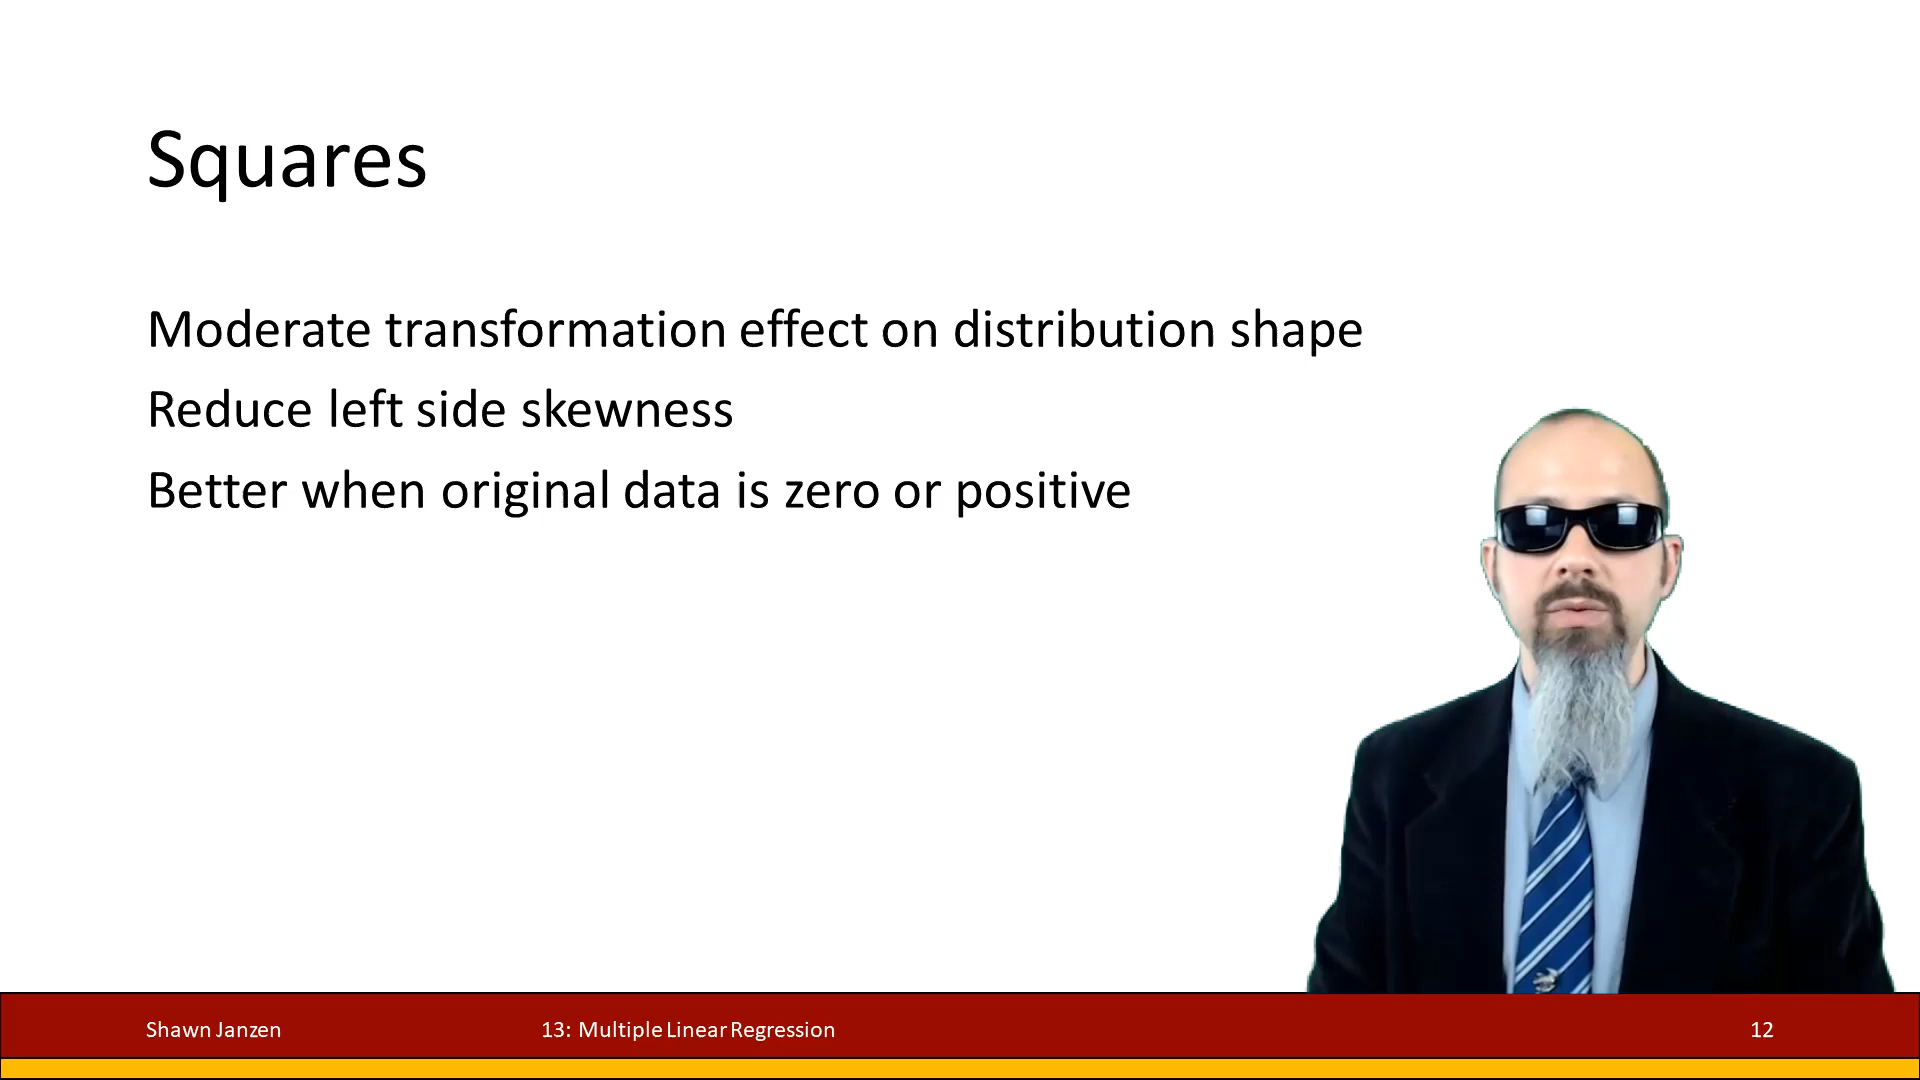 Squares
Moderate transformation effect on distribution shape
Reduce left side skewness
Better when original data is zero or positive
Shawn Janzen
13: Multiple Linear Regression
12